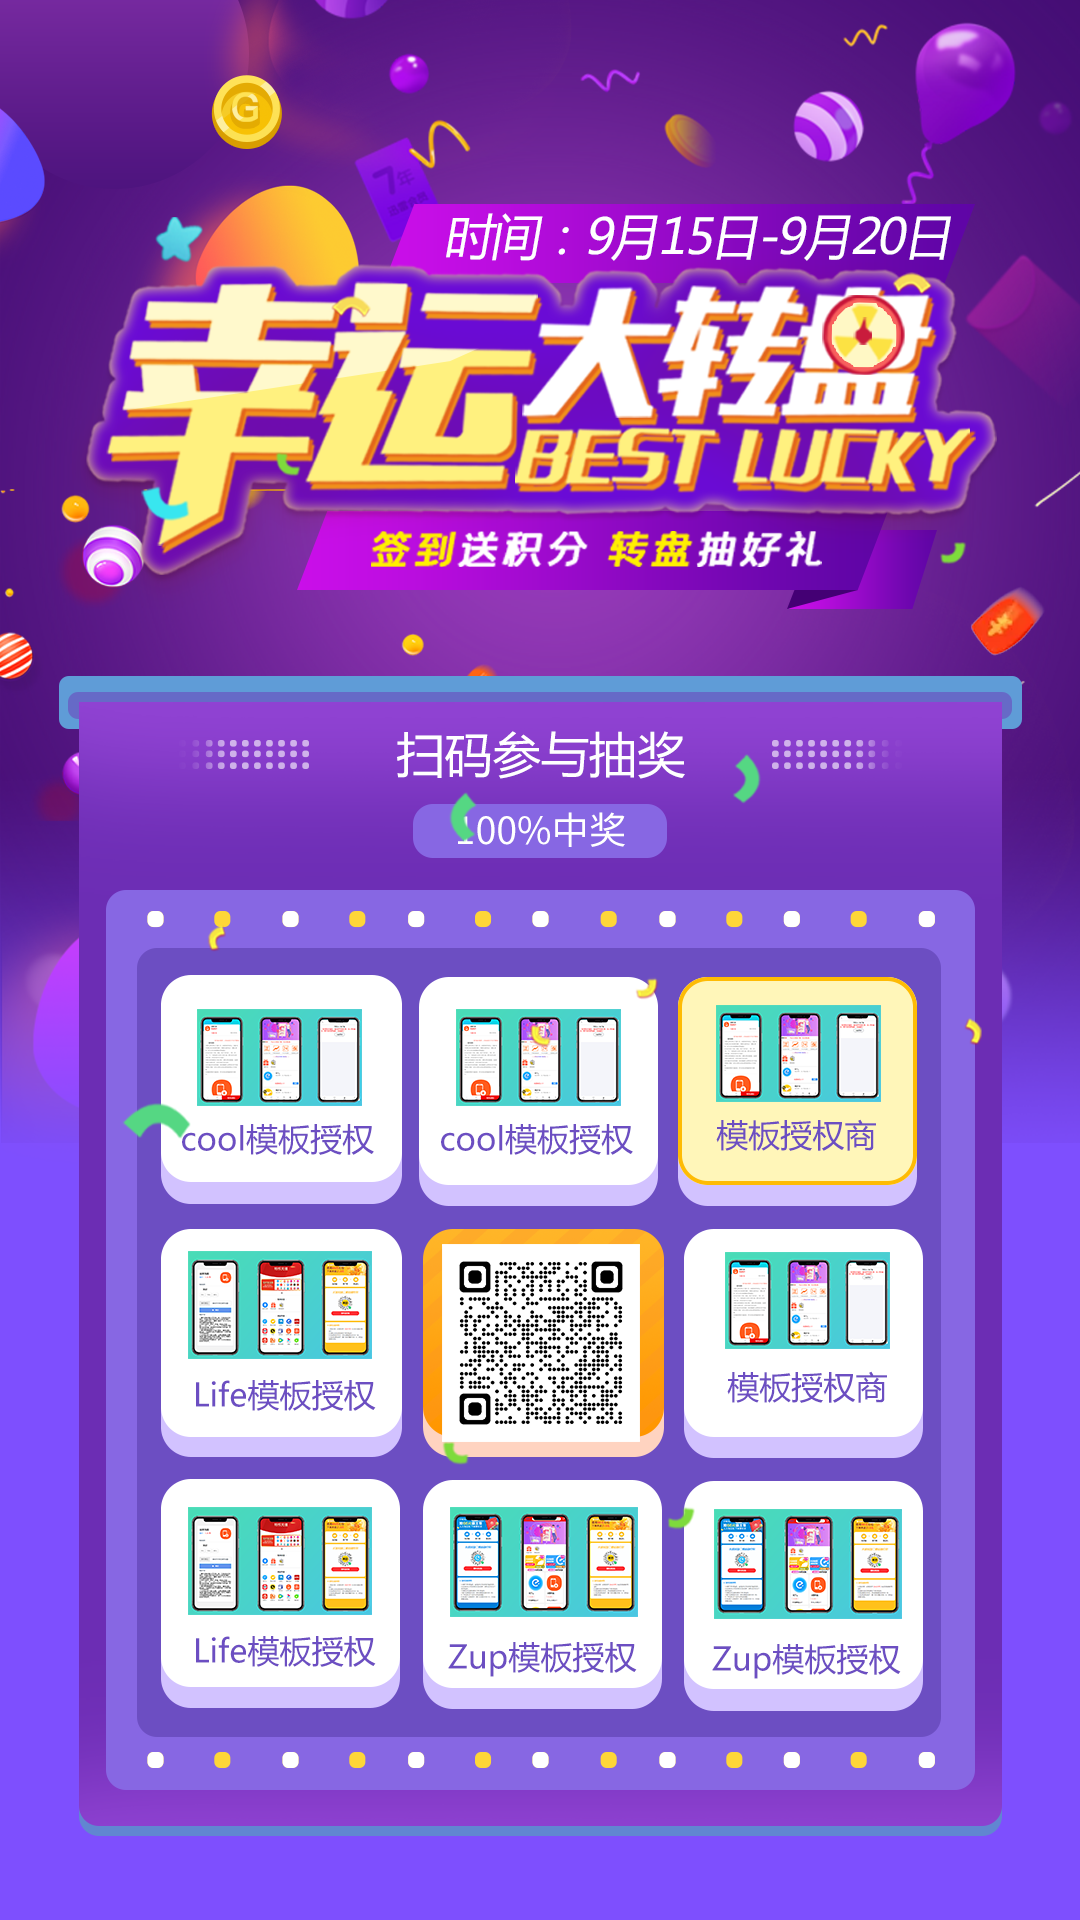 G
7年
时间：9月15日-9月20日
幸运大转盘
BEST LUCKY
签到送积分 转盘抽好礼
扫码参与抽奖
100%中奖
cool模板授权
cool模板授权
模板授权商
Life模板授权
模板授权商
Life模板授权
Zup模板授权
Zup模板授权